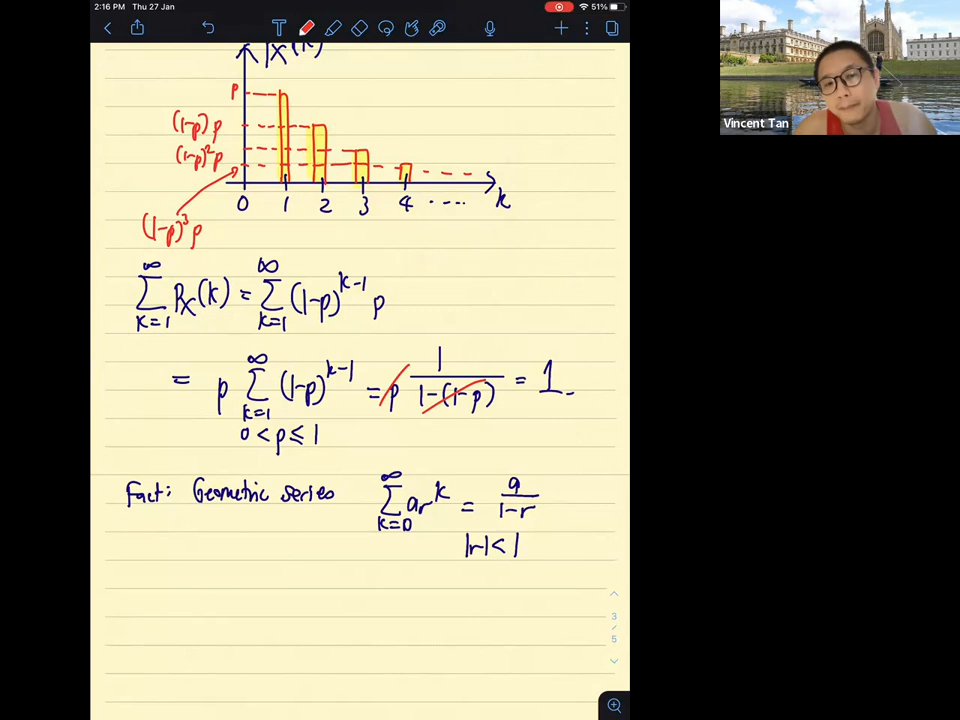 2:16 PM Thu 27 Jan
51%
Vincent Tan
p
(1-p)p
(1-p)²p
(1-p)³p
0 1 2 3 4 ..... k
∞ Σ k=1 Pₓ(k) = ∞ Σ k=1 (1-p)^{k-1} p
= p ∞ Σ k=1 (1-p)^{k-1} = p 1/(1-(1-p)) = 1.
0 < p ≤ 1
Fact: Geometric series ∞ Σ k=0 ar^k = a/(1-r)
|r| < 1
3 / 5